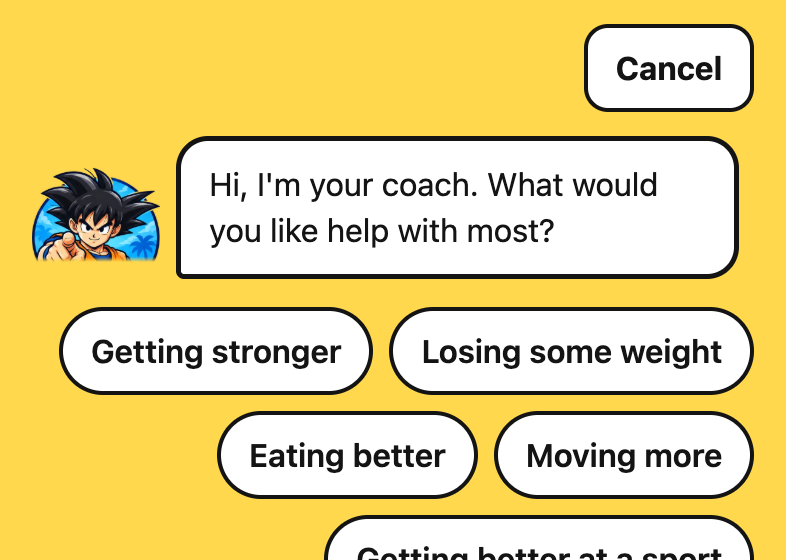 Cancel
Hi, I'm your coach. What would
you like help with most?
Getting stronger
Losing some weight
Eating better
Moving more
Getting better at a sport